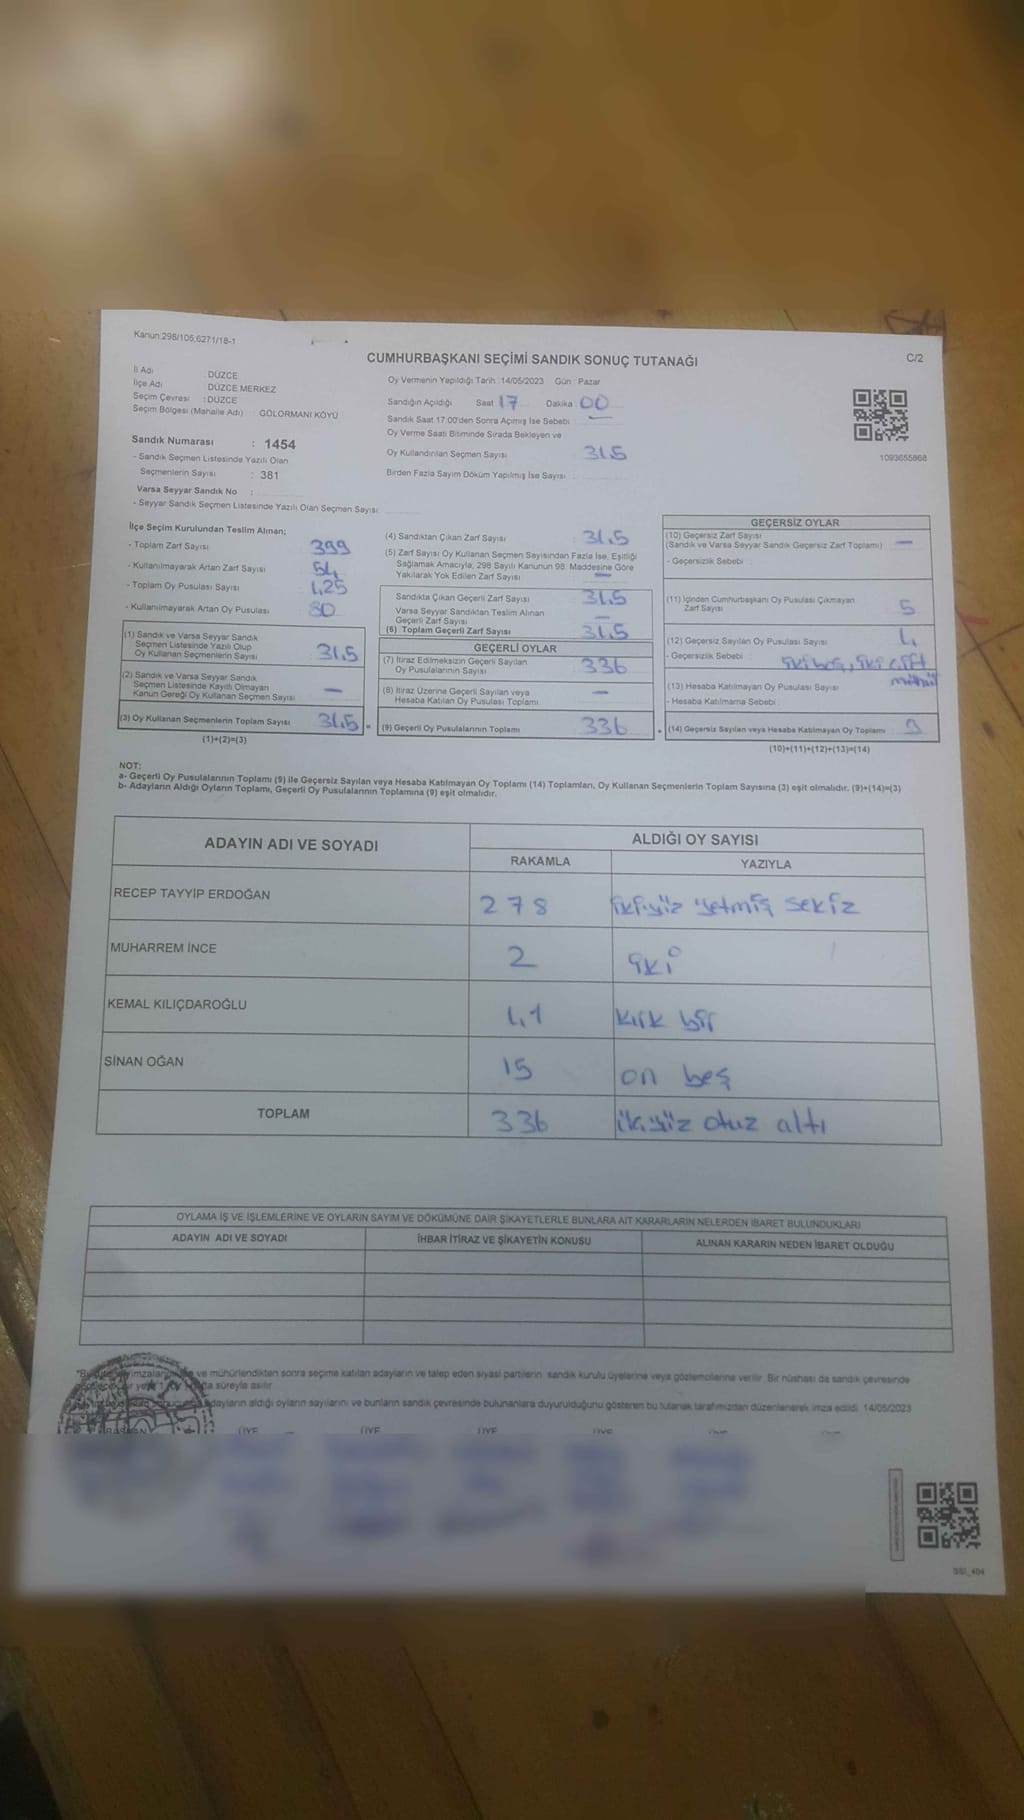 Kanun:298/105,6271/18-1
CUMHURBAŞKANI SEÇİMİ SANDIK SONUÇ TUTANAĞI
C/2
İl Adı : DÜZCE
İlçe Adı : DÜZCE MERKEZ
Seçim Çevresi : DÜZCE
Seçim Bölgesi (Mahalle Adı) : GÖLORMANI KÖYÜ
Sandık Numarası : 1454
- Sandık Seçmen Listesinde Yazılı Olan
Seçmenlerin Sayısı : 381
Varsa Seyyar Sandık No :
- Seyyar Sandık Seçmen Listesinde Yazılı Olan Seçmen Sayısı:
Oy Vermenin Yapıldığı Tarih :14/05/2023 Gün : Pazar
Sandığın Açıldığı Saat 17 Dakika 00
Sandık Saat 17:00'den Sonra Açımış İse Sebebi : —
Oy Verme Saati Bitiminde Sırada Bekleyen ve
Oy Kullandırılan Seçmen Sayısı : 345
Birden Fazla Sayım Döküm Yapılmış İse Sayısı :
1093655868
İlçe Seçim Kurulundan Teslim Alınan;
- Toplam Zarf Sayısı : 399
- Kullanılmayarak Artan Zarf Sayısı : 54
- Toplam Oy Pusulası Sayısı : 425
- Kullanılmayarak Artan Oy Pusulası : 80
(1) Sandık ve Varsa Seyyar Sandık
Seçmen Listesinde Yazılı Olup
Oy Kullanan Seçmenlerin Sayısı : 345
(2) Sandık ve Varsa Seyyar Sandık
Seçmen Listesinde Kayıtlı Olmayan
Kanun Gereği Oy Kullanan Seçmen Sayısı : —
(3) Oy Kullanan Seçmenlerin Toplam Sayısı : 345 =
(1)+(2)=(3)
(4) Sandıktan Çıkan Zarf Sayısı : 345
(5) Zarf Sayısı Oy Kullanan Seçmen Sayısından Fazla İse, Eşitliği
Sağlamak Amacıyla, 298 Sayılı Kanunun 98. Maddesine Göre
Yakılarak Yok Edilen Zarf Sayısı : —
Sandıkta Çıkan Geçerli Zarf Sayısı : 345
Varsa Seyyar Sandıktan Teslim Alınan
Geçerli Zarf Sayısı : —
(6) Toplam Geçerli Zarf Sayısı : 345
GEÇERLİ OYLAR
(7) İtiraz Edilmeksizin Geçerli Sayılan
Oy Pusulalarının Sayısı : 336
(8) İtiraz Üzerine Geçerli Sayılan veya
Hesaba Katılan Oy Pusulası Toplamı : —
(9) Geçerli Oy Pusulalarının Toplamı : 336 +
GEÇERSİZ OYLAR
(10) Geçersiz Zarf Sayısı
(Sandık ve Varsa Seyyar Sandık Geçersiz Zarf Toplamı) : —
- Geçersizlik Sebebi :
(11) İçinden Cumhurbaşkanı Oy Pusulası Çıkmayan
Zarf Sayısı : 5
(12) Geçersiz Sayılan Oy Pusulası Sayısı : 4
- Geçersizlik Sebebi : iki boş, iki çift
mühür
(13) Hesaba Katılmayan Oy Pusulası Sayısı :
- Hesaba Katılmama Sebebi :
(14) Geçersiz Sayılan veya Hesaba Katılmayan Oy Toplamı : 9
(10)+(11)+(12)+(13)=(14)
NOT:
a- Geçerli Oy Pusulalarının Toplamı (9) ile Geçersiz Sayılan veya Hesaba Katılmayan Oy Toplamı (14) Toplamları, Oy Kullanan Seçmenlerin Toplam Sayısına (3) eşit olmalıdır. (9)+(14)=(3)
b- Adayların Aldığı Oyların Toplamı, Geçerli Oy Pusulalarının Toplamına (9) eşit olmalıdır.
ADAYIN ADI VE SOYADI
ALDIĞI OY SAYISI
RAKAMLA YAZIYLA
RECEP TAYYİP ERDOĞAN 278 ikiyüz yetmiş sekiz
MUHARREM İNCE 2 iki
KEMAL KILIÇDAROĞLU 41 kırk bir
SİNAN OĞAN 15 on beş
TOPLAM 336 üçyüz otuz altı
OYLAMA İŞ VE İŞLEMLERİNE VE OYLARIN SAYIM VE DÖKÜMÜNE DAİR ŞİKAYETLERLE BUNLARA AİT KARARLARIN NELERDEN İBARET BULUNDUKLARI
ADAYIN ADI VE SOYADI İHBAR İTİRAZ VE ŞİKAYETİN KONUSU ALINAN KARARIN NEDEN İBARET OLDUĞU
ve mühürlendikten sonra seçime katılan adayların ve talep eden siyasi partilerin sandık kurulu üyelerine veya gözlemcilerine verilir. Bir nüshası da sandık çevresinde
süreyle asılır.
adayların aldığı oyların sayılarını ve bunların sandık çevresinde bulunanlara duyurulduğunu gösteren bu tutanak tarafımızdan düzenlenerek imza edildi. 14/05/2023
BAŞKAN ÜYE ÜYE ÜYE ÜYE
SSI_404